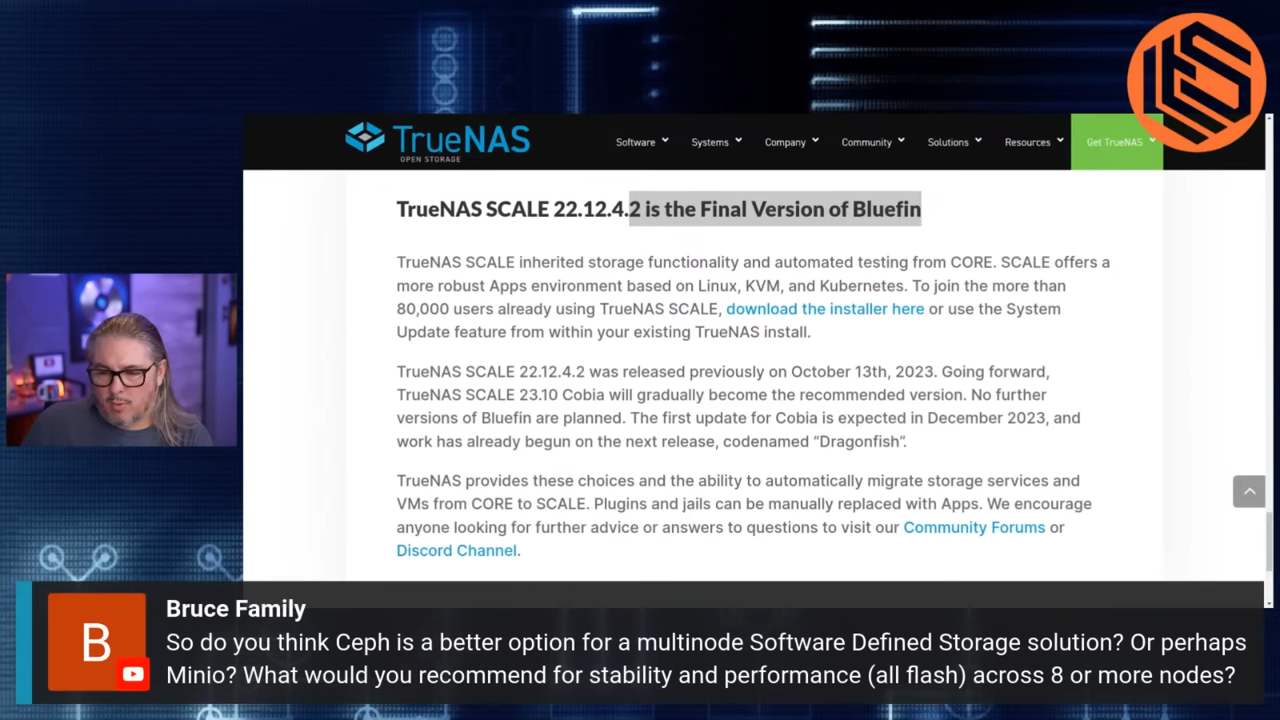 TrueNAS
OPEN STORAGE
Software Systems Company Community Solutions Resources Get TrueNAS
TrueNAS SCALE 22.12.4.2 is the Final Version of Bluefin
TrueNAS SCALE inherited storage functionality and automated testing from CORE. SCALE offers a
more robust Apps environment based on Linux, KVM, and Kubernetes. To join the more than
80,000 users already using TrueNAS SCALE, download the installer here or use the System
Update feature from within your existing TrueNAS install.
TrueNAS SCALE 22.12.4.2 was released previously on October 13th, 2023. Going forward,
TrueNAS SCALE 23.10 Cobia will gradually become the recommended version. No further
versions of Bluefin are planned. The first update for Cobia is expected in December 2023, and
work has already begun on the next release, codenamed “Dragonfish”.
TrueNAS provides these choices and the ability to automatically migrate storage services and
VMs from CORE to SCALE. Plugins and jails can be manually replaced with Apps. We encourage
anyone looking for further advice or answers to questions to visit our Community Forums or
Discord Channel.
B
Bruce Family
So do you think Ceph is a better option for a multinode Software Defined Storage solution? Or perhaps
Minio? What would you recommend for stability and performance (all flash) across 8 or more nodes?